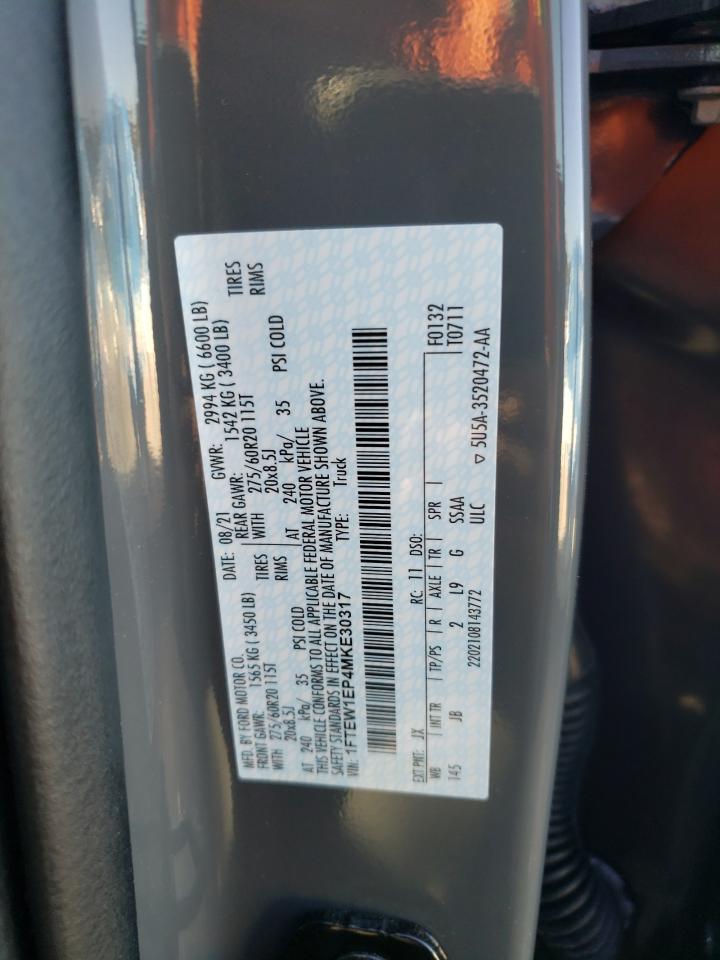 MFD. BY FORD MOTOR CO. DATE: 08/21 GVWR: 2994 KG ( 6600 LB)
FRONT GAWR: 1565 KG ( 3450 LB) REAR GAWR: 1542 KG ( 3400 LB)
WITH 275/60R20 115T TIRES WITH 275/60R20 115T TIRES
20x8.5J RIMS 20x8.5J RIMS
AT 240 kPa/ 35 PSI COLD AT 240 kPa/ 35 PSI COLD
THIS VEHICLE CONFORMS TO ALL APPLICABLE FEDERAL MOTOR VEHICLE
SAFETY STANDARDS IN EFFECT ON THE DATE OF MANUFACTURE SHOWN ABOVE.
VIN: 1FTEW1EP4MKE30317 TYPE: Truck
EXT PNT: JX RC: 11 DSO: F0132
WB INT TR TP/PS R AXLE TR SPR T0711
145 JB 2 L9 G SSAA
2202108143772 ULC ▽ 5U5A-3520472-AA